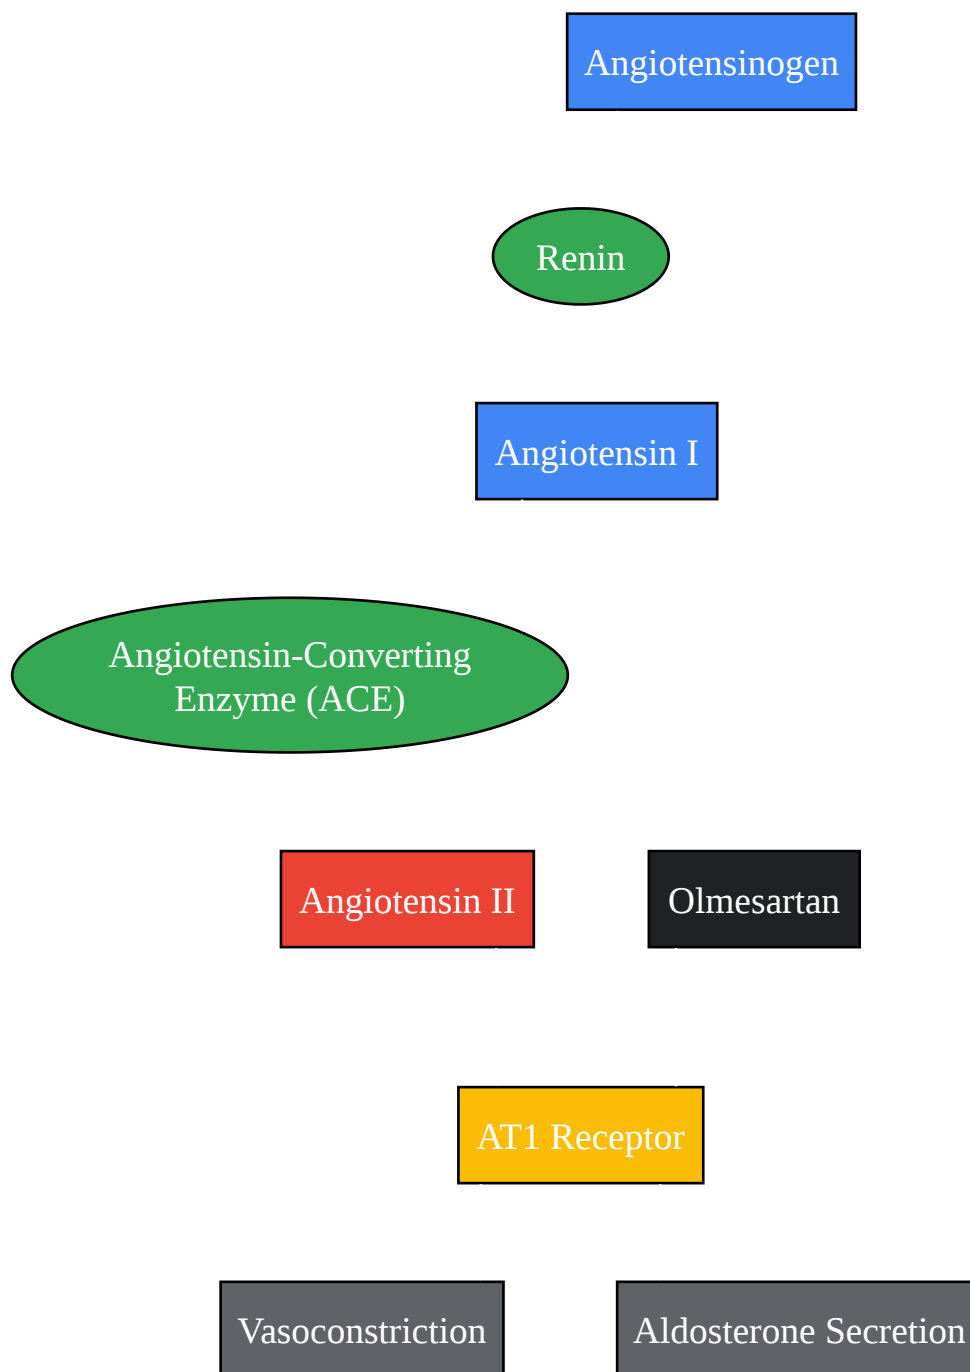 Angiotensinogen
Renin
Angiotensin I
Angiotensin-Converting
Enzyme (ACE)
Angiotensin II
Olmesartan
AT1 Receptor
Vasoconstriction
Aldosterone Secretion